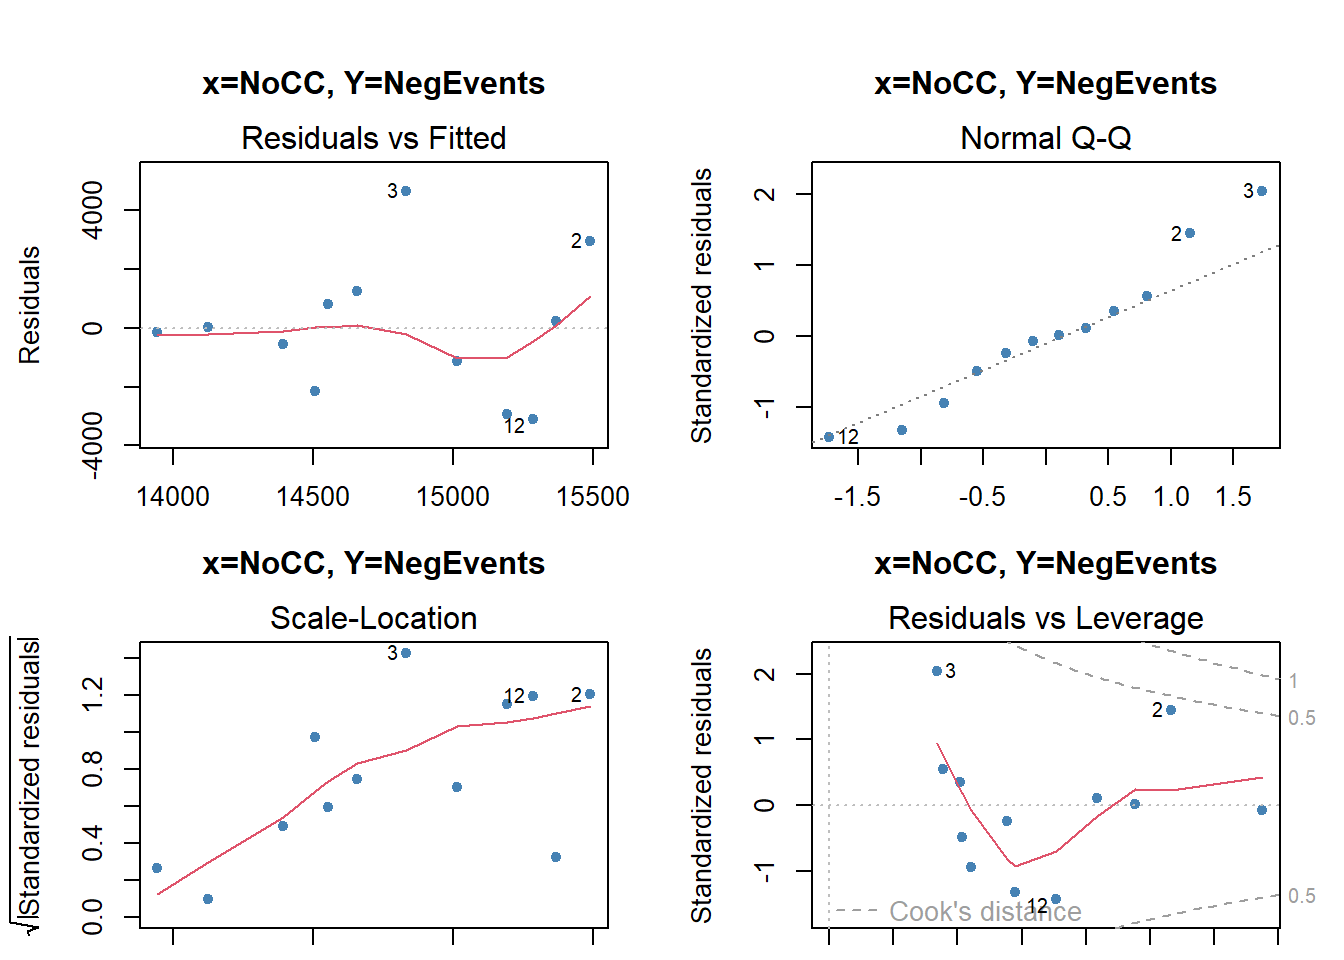 x=NoCC, Y=NegEvents
Residuals vs Fitted
Residuals
4000
0
-4000
3
2
12
14000 14500 15000 15500
x=NoCC, Y=NegEvents
Normal Q-Q
Standardized residuals
2
1
0
-1
3
2
12
-1.5 -0.5 0.5 1.0 1.5
x=NoCC, Y=NegEvents
Scale-Location
√|Standardized residuals|
1.2
0.8
0.4
0.0
3
12
2
x=NoCC, Y=NegEvents
Residuals vs Leverage
Standardized residuals
2
1
0
-1
3
2
12
Cook's distance
1
0.5
0.5